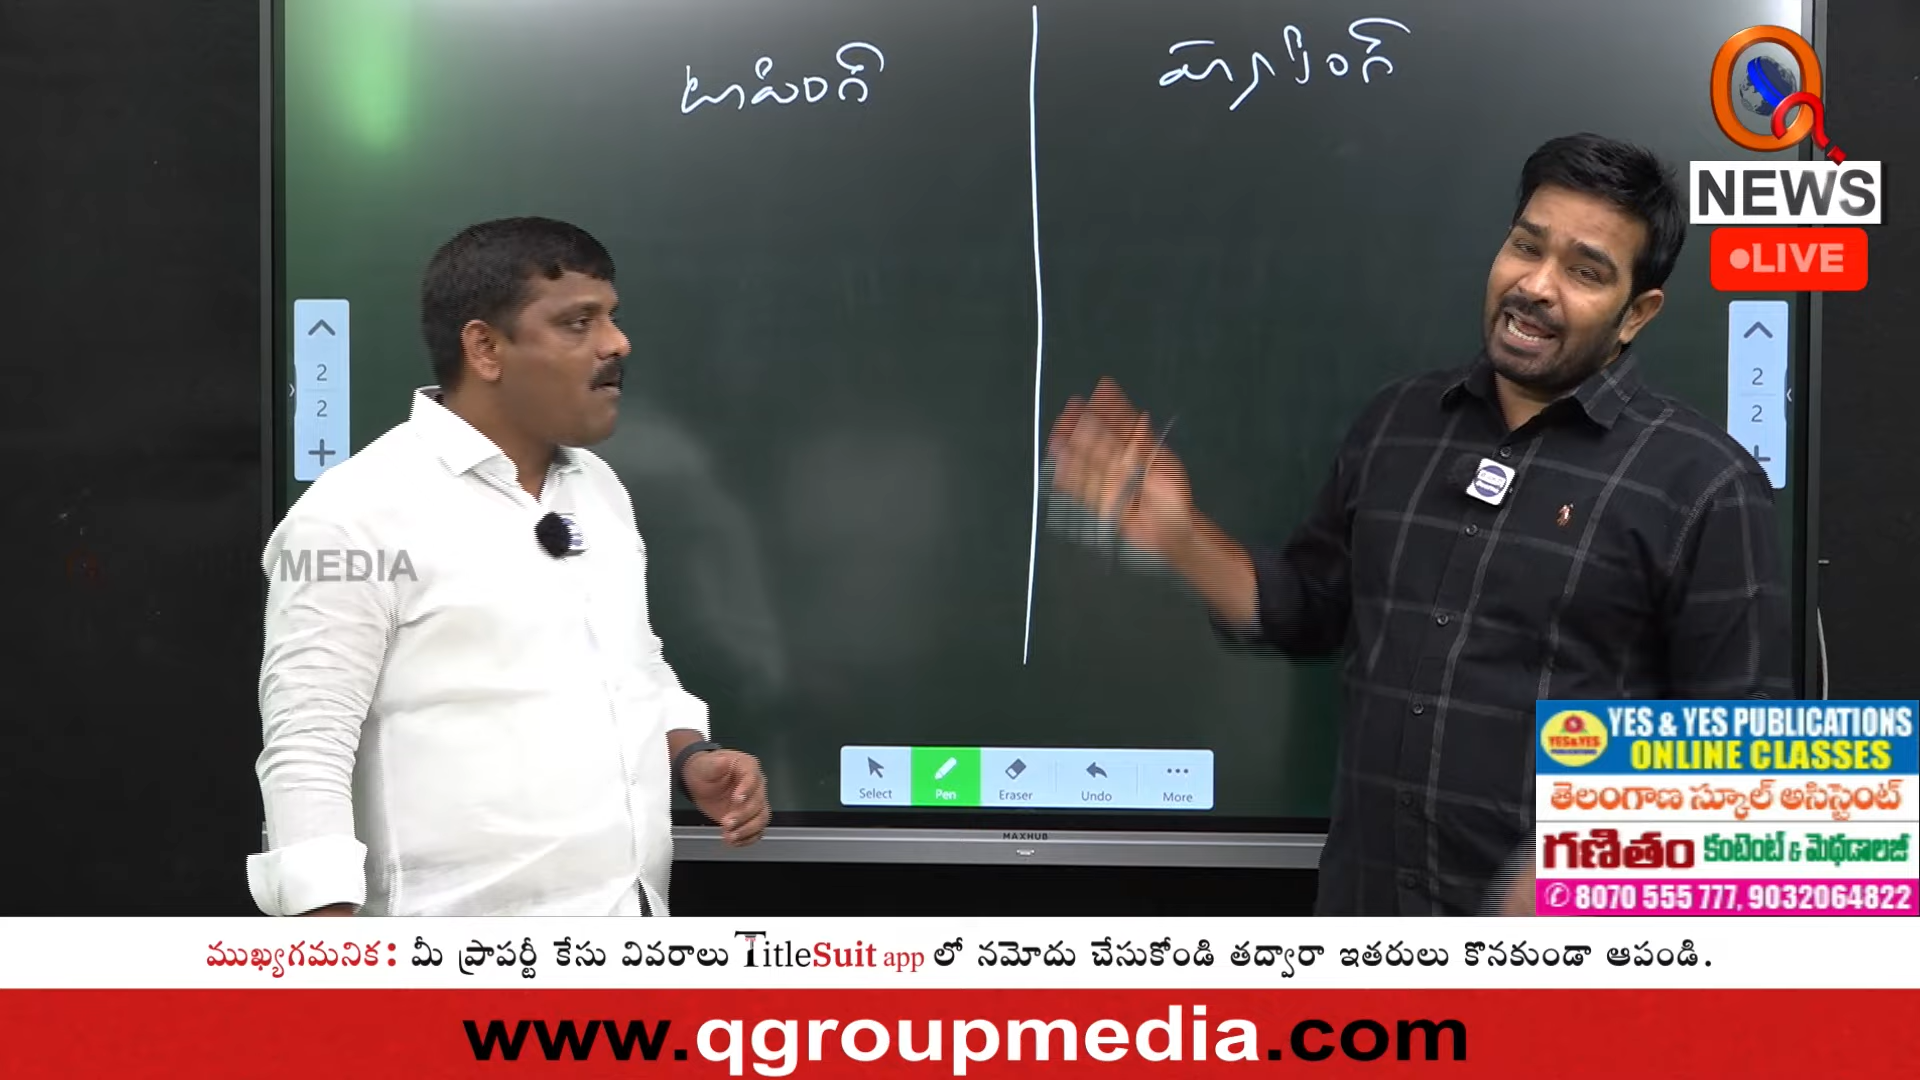 టాపింగ్
NEWS
LIVE
2
2
2
2
MEDIA
Select
Pen
Eraser
Undo
More
MAXHUB
YES & YES PUBLICATIONS
ONLINE CLASSES
తెలంగాణ స్కూల్ అసిస్టెంట్
గణితం కంటెంట్ & మెథడాలజీ
8070 555 777, 9032064822
ముఖ్యగమనిక: మీ ప్రాపర్టీ కేసు వివరాలు TitleSuit app లో నమోదు చేసుకోండి తద్వారా ఇతరులు కొనకుండా ఆపండి.
www.qgroupmedia.com